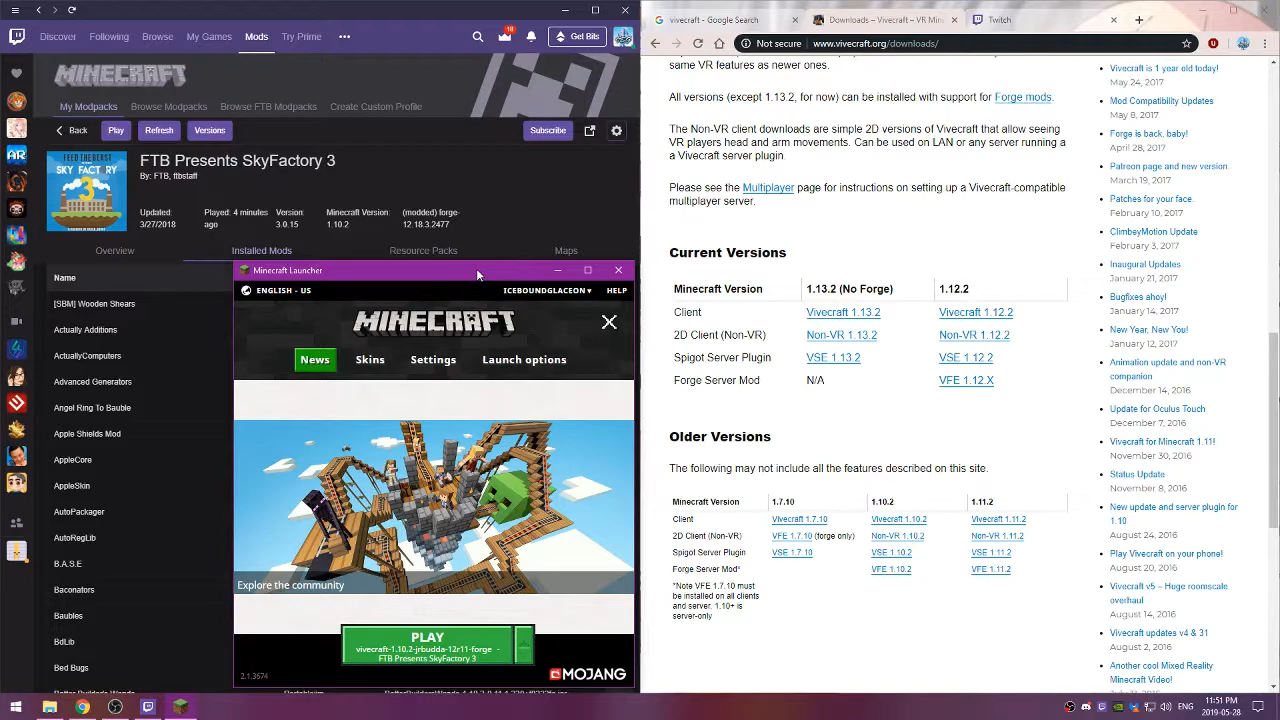 Discover Following Browse My Games Mods Try Prime
18
Get Bits
MINECRAFT
My Modpacks Browse Modpacks Browse FTB Modpacks Create Custom Profile
Back Play Refresh Versions Subscribe
FEED THE BEAST
SKY FACTORY
3
FTB Presents SkyFactory 3
By: FTB, ftbstaff
Updated: 3/27/2018
Played: 4 minutes ago
Version: 3.0.15
Minecraft Version: 1.10.2
(modded) forge-12.18.3.2477
Overview Installed Mods Resource Packs Maps
Name
[SBM] Wooden Shears
Actually Additions
ActuallyComputers
Advanced Generators
Angel Ring To Bauble
Apple Shields Mod
AppleCore
AppleSkin
AutoPackager
AutoRegLib
B.A.S.E
Baconators
Baubles
BdLib
Bed Bugs
Minecraft Launcher
ENGLISH - US ICEBOUNDGLACEON HELP
MINECRAFT
News Skins Settings Launch options
Explore the community
PLAY
vivecraft-1.10.2-jrbudda-12r11-forge -
FTB Presents SkyFactory 3
2.1.3674
MOJANG
vivecraft - Google Search
Downloads – Vivecraft – VR Min
Twitch
Not secure www.vivecraft.org/downloads/
same VR features as newer ones.
All versions (except 1.13.2, for now) can be installed with support for Forge mods.
The Non-VR client downloads are simple 2D versions of Vivecraft that allow seeing
VR players head and arm movements. Can be used on LAN or any server running a
a Vivecraft server plugin.
Please see the Multiplayer page for instructions on setting up a Vivecraft-compatible
multiplayer server.
Current Versions
Minecraft Version 1.13.2 (No Forge) 1.12.2
Client Vivecraft 1.13.2 Vivecraft 1.12.2
2D Client (Non-VR) Non-VR 1.13.2 Non-VR 1.12.2
Spigot Server Plugin VSE 1.13.2 VSE 1.12.2
Forge Server Mod N/A VFE 1.12 X
Older Versions
The following may not include all the features described on this site.
Minecraft Version 1.7.10 1.10.2 1.11.2
Client Vivecraft 1.7.10 Vivecraft 1.10.2 Vivecraft 1.11.2
2D Client (Non-VR) VFE 1.7.10 (forge only) Non-VR 1.10.2 Non-VR 1.11.2
Spigot Server Plugin VSE 1.7.10 VSE 1.10.2 VSE 1.11.2
Forge Server Mod* VFE 1.10.2 VFE 1.11.2
*Note VFE 1.7.10 must
be installed on all clients
and server. 1.10+ is
server-only
Vivecraft is 1 year old today!
May 24, 2017
Mod Compatibility Updates
May 8, 2017
Forge is back, baby!
April 28, 2017
Patreon page and new version.
March 19, 2017
Patches for your face.
February 10, 2017
ClimbeyMotion Update
February 3, 2017
Inaugural Updates
January 21, 2017
Bugfixes ahoy!
January 14, 2017
New Year, New You!
January 12, 2017
Animation update and non-VR
companion
December 14, 2016
Update for Oculus Touch
December 7, 2016
Vivecraft for Minecraft 1.11!
November 30, 2016
Status Update
November 8, 2016
New update and server plugin for
1.10
August 24, 2016
Play Vivecraft on your phone!
August 20, 2016
Vivecraft v5 – Huge roomscale
overhaul
August 14, 2016
Vivecraft updates v4 & 31
August 2, 2016
Another cool Mixed Reality
Minecraft Video!
ENG
11:51 PM
2019-05-28